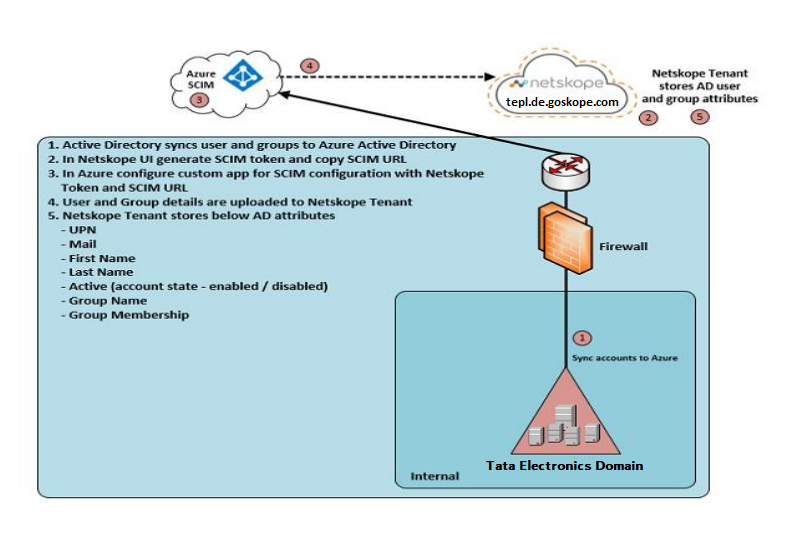 Azure
SCIM
3
4
netskope
tepl.de.goskope.com
Netskope Tenant
stores AD user
and group attributes
2
5
1. Active Directory syncs user and groups to Azure Active Directory
2. In Netskope UI generate SCIM token and copy SCIM URL
3. In Azure configure custom app for SCIM configuration with Netskope
Token and SCIM URL
4. User and Group details are uploaded to Netskope Tenant
5. Netskope Tenant stores below AD attributes
- UPN
- Mail
- First Name
- Last Name
- Active (account state - enabled / disabled)
- Group Name
- Group Membership
Firewall
1
Sync accounts to Azure
Tata Electronics Domain
Internal